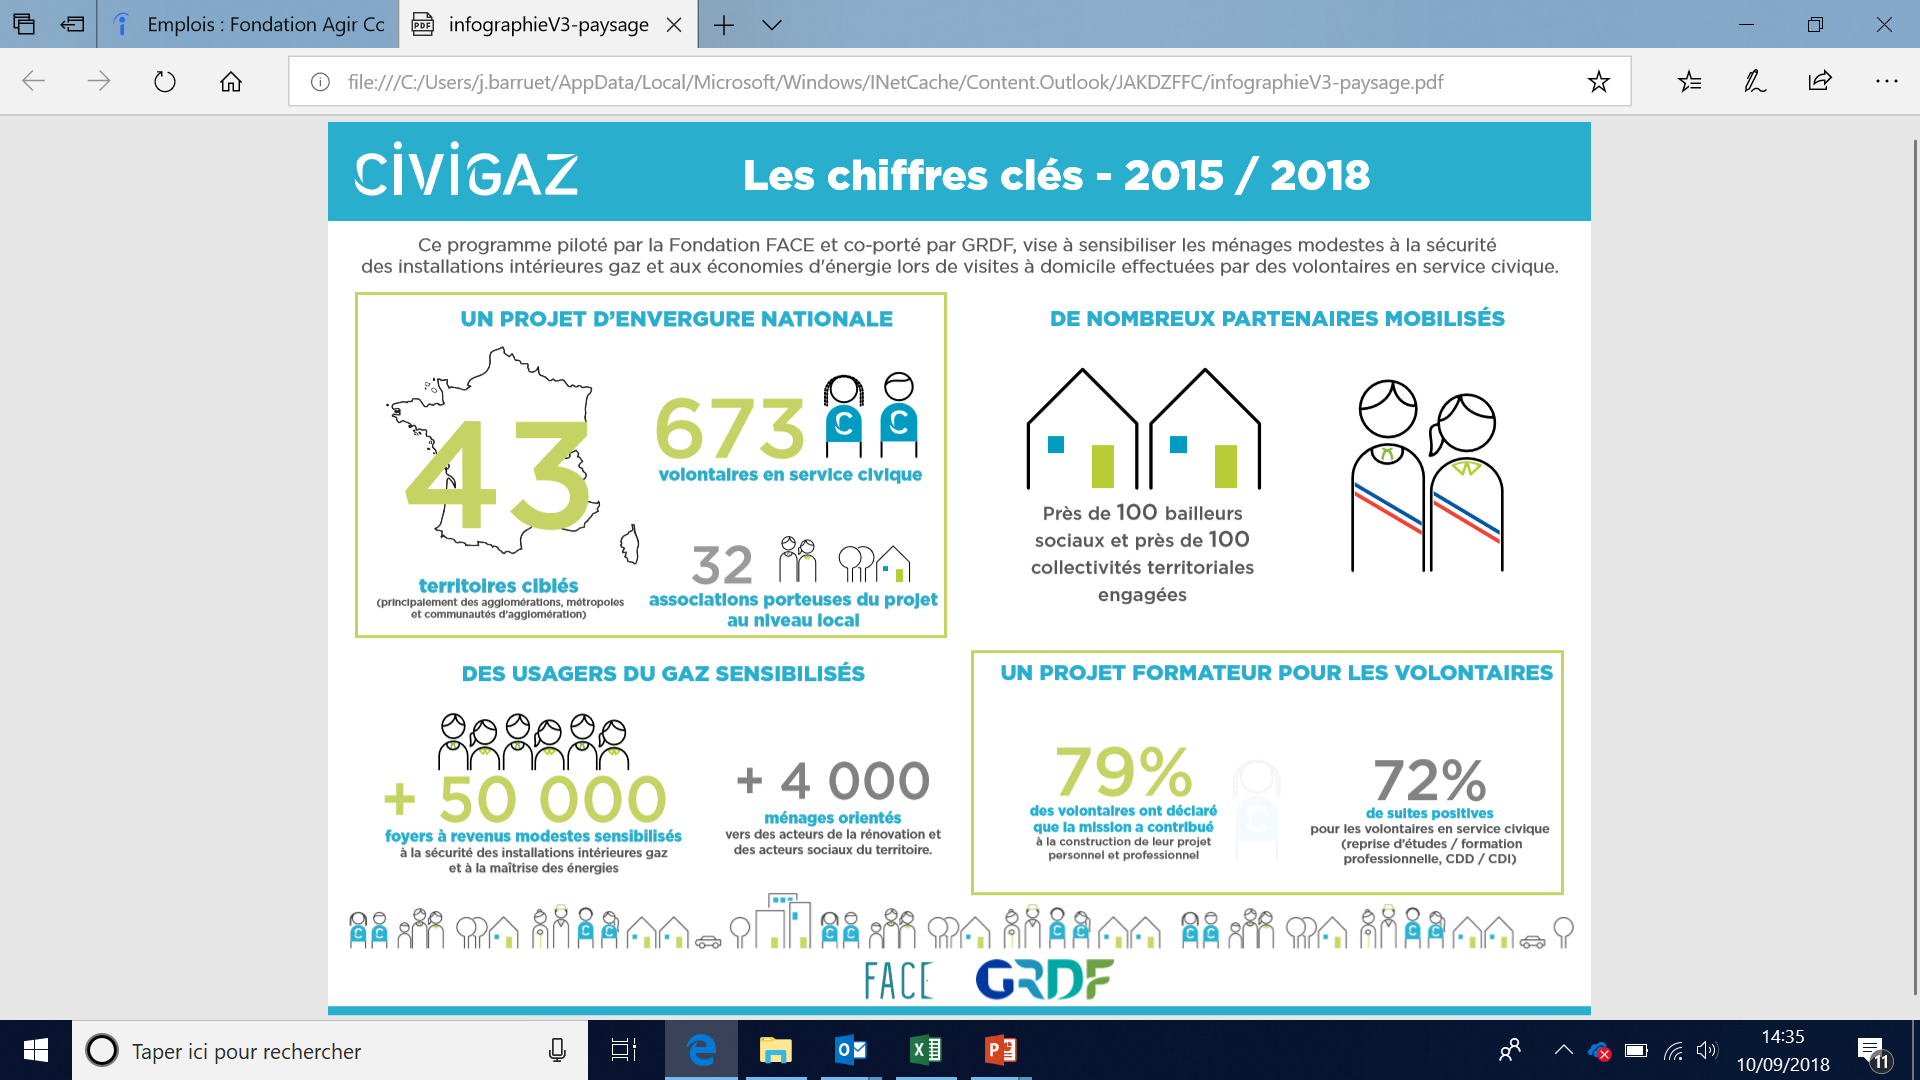 Emplois : Fondation Agir Cc
infographieV3-paysage
file:///C:/Users/j.barruet/AppData/Local/Microsoft/Windows/INetCache/Content.Outlook/JAKDZFFC/infographieV3-paysage.pdf
CIVIGAZ
Les chiffres clés - 2015 / 2018
Ce programme piloté par la Fondation FACE et co-porté par GRDF, vise à sensibiliser les ménages modestes à la sécurité
des installations intérieures gaz et aux économies d'énergie lors de visites à domicile effectuées par des volontaires en service civique.
UN PROJET D'ENVERGURE NATIONALE
43
territoires ciblés
(principalement des agglomérations, métropoles
et communautés d'agglomération)
673
volontaires en service civique
32
associations porteuses du projet
au niveau local
DE NOMBREUX PARTENAIRES MOBILISÉS
Près de 100 bailleurs
sociaux et près de 100
collectivités territoriales
engagées
DES USAGERS DU GAZ SENSIBILISÉS
+ 50 000
foyers à revenus modestes sensibilisés
à la sécurité des installations intérieures gaz
et à la maîtrise des énergies
+ 4 000
ménages orientés
vers des acteurs de la rénovation et
des acteurs sociaux du territoire.
UN PROJET FORMATEUR POUR LES VOLONTAIRES
79%
des volontaires ont déclaré
que la mission a contribué
à la construction de leur projet
personnel et professionnel
72%
de suites positives
pour les volontaires en service civique
(reprise d'études / formation
professionnelle, CDD / CDI)
FACE
GRDF
Taper ici pour rechercher
14:35
10/09/2018
11